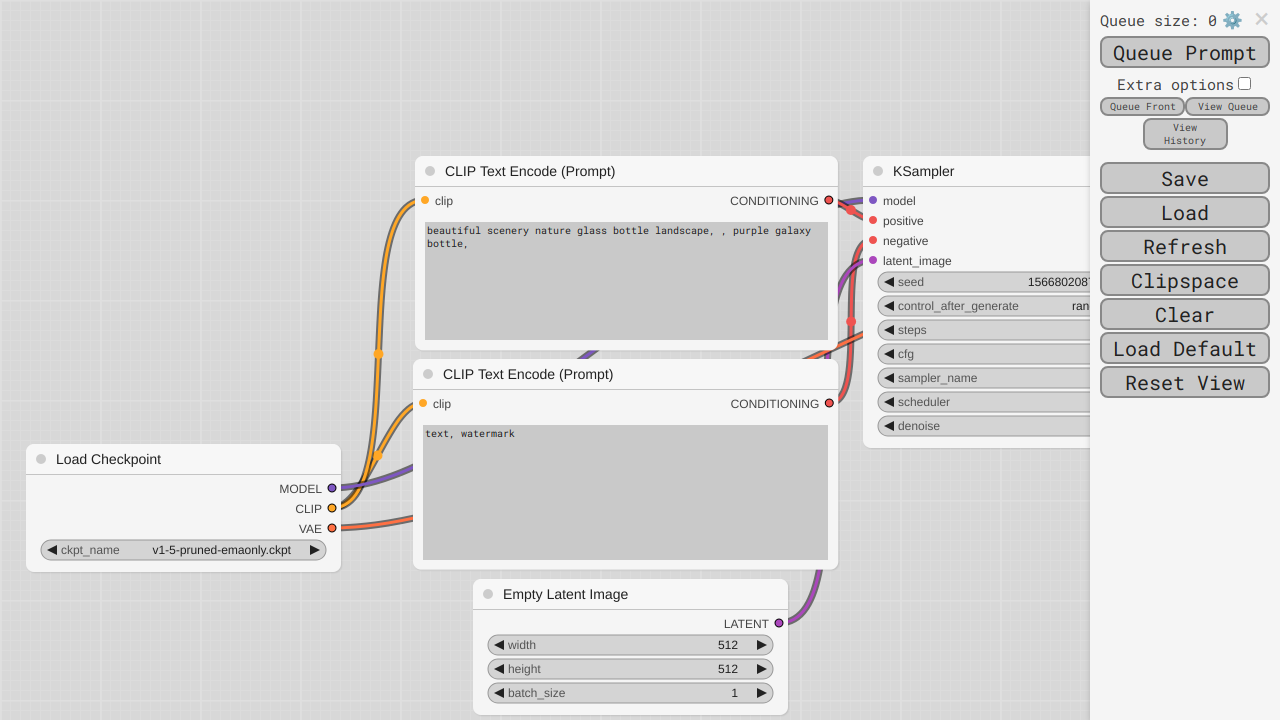 Queue size: 0
Queue Prompt
Extra options
Queue Front
View Queue
View
History
Save
Load
Refresh
Clipspace
Clear
Load Default
Reset View
CLIP Text Encode (Prompt)
clip
CONDITIONING
beautiful scenery nature glass bottle landscape, , purple galaxy
bottle,
KSampler
model
positive
negative
latent_image
seed
control_after_generate
steps
cfg
sampler_name
scheduler
denoise
CLIP Text Encode (Prompt)
clip
CONDITIONING
text, watermark
Load Checkpoint
MODEL
CLIP
VAE
ckpt_name v1-5-pruned-emaonly.ckpt
Empty Latent Image
LATENT
width 512
height 512
batch_size 1